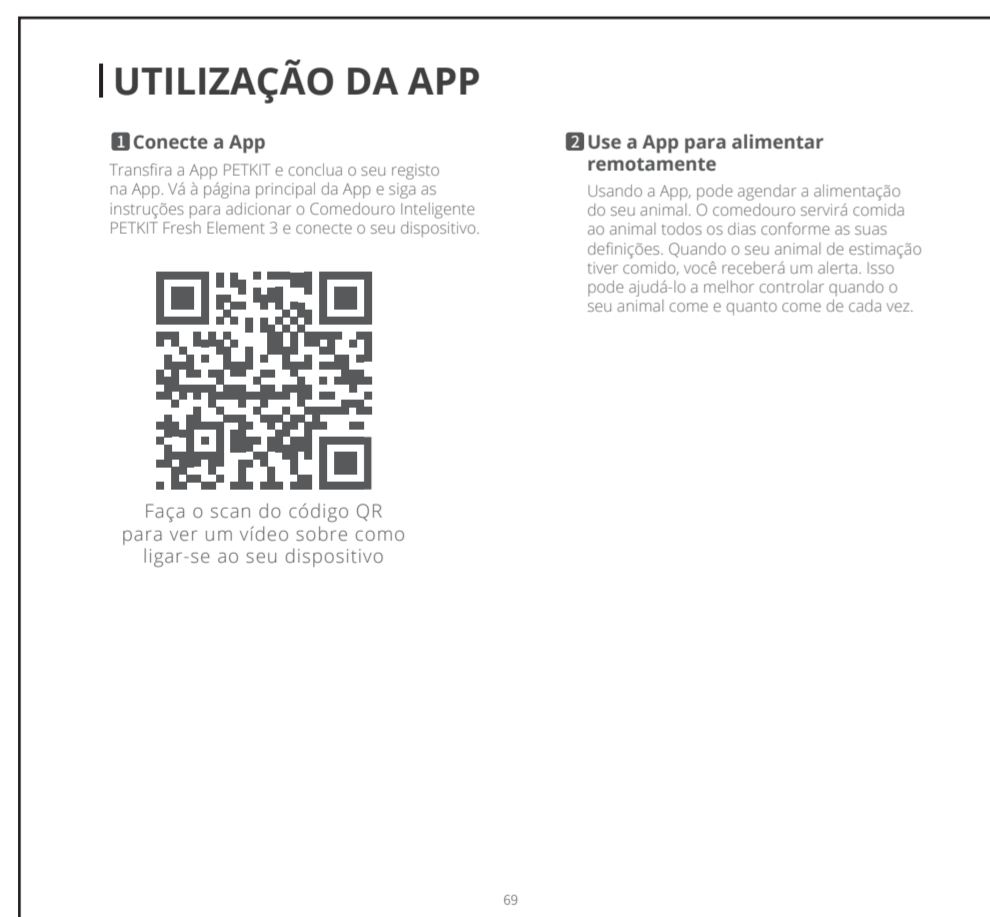 UTILIZAÇÃO DA APP
1 Conecte a App
Transfira a App PETKIT e conclua o seu registo
na App. Vá à página principal da App e siga as
instruções para adicionar o Comedouro Inteligente
PETKIT Fresh Element 3 e conecte o seu dispositivo.
Faça o scan do código QR
para ver um vídeo sobre como
ligar-se ao seu dispositivo
2 Use a App para alimentar
remotamente
Usando a App, pode agendar a alimentação
do seu animal. O comedouro servirá comida
ao animal todos os dias conforme as suas
definições. Quando o seu animal de estimação
tiver comido, você receberá um alerta. Isso
pode ajudá-lo a melhor controlar quando o
seu animal come e quanto come de cada vez.
69